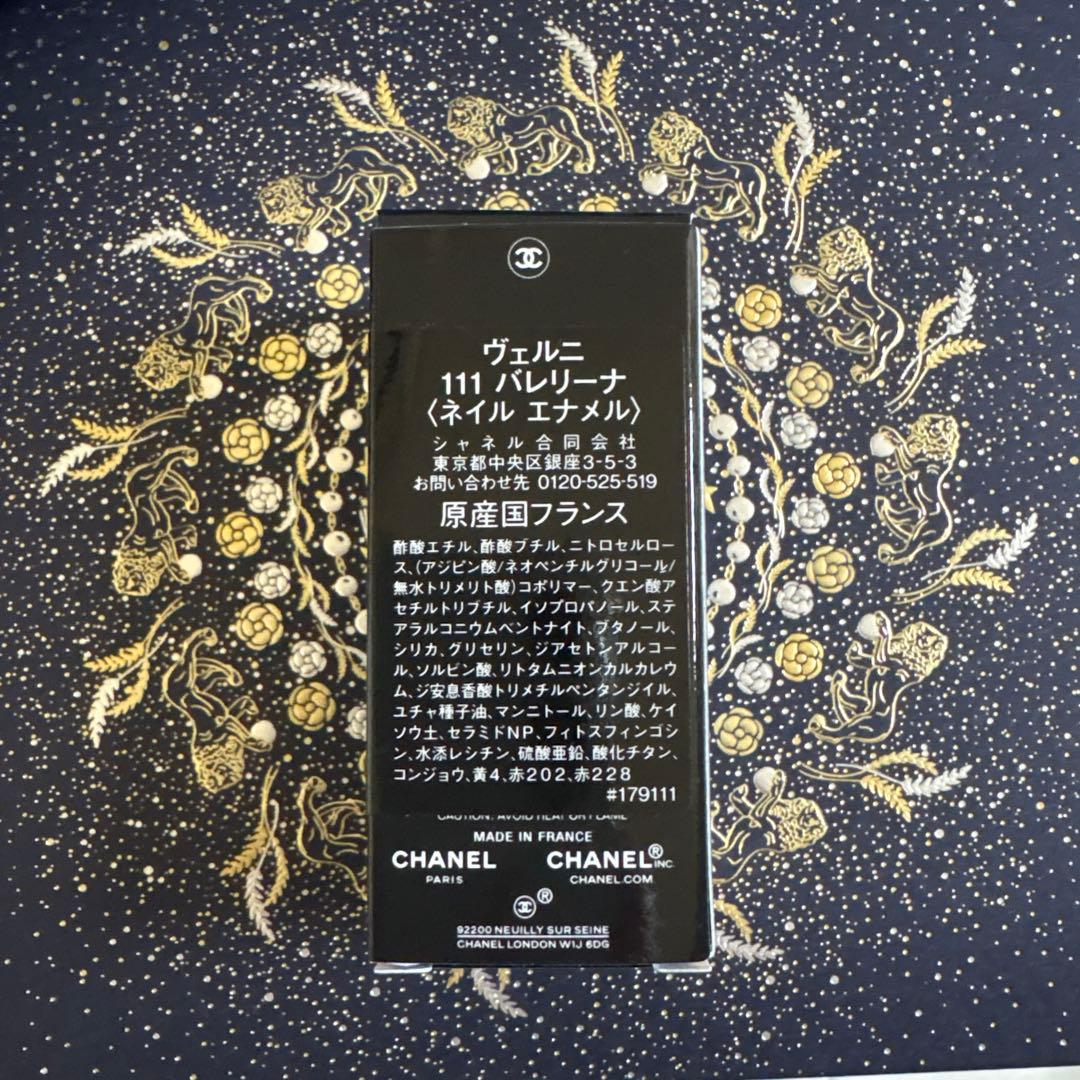 ヴェルニ
111 バレリーナ
〈ネイル エナメル〉
シャネル合同会社
東京都中央区銀座3-5-3
お問い合わせ先 0120-525-519
原産国フランス
酢酸エチル、酢酸ブチル、ニトロセルロー
ス、(アジピン酸/ネオペンチルグリコール/
無水トリメリト酸)コポリマー、クエン酸ア
セチルトリブチル、イソプロパノール、ステ
アラルコニウムベントナイト、ブタノール、
シリカ、グリセリン、ジアセトンアルコー
ル、ソルビン酸、リトタムニオンカルカレウ
ム、ジ安息香酸トリメチルペンタンジイル、
ユチャ種子油、マンニトール、リン酸、ケイ
ソウ土、セラミドNP、フィトスフィンゴシ
ン、水添レシチン、硫酸亜鉛、酸化チタン、
コンジョウ、黄4、赤202、赤228
#179111
CAUTION: AVOID HEAT OR FLAME
MADE IN FRANCE
CHANEL CHANEL® INC.
PARIS CHANEL.COM
®
92200 NEUILLY SUR SEINE
CHANEL LONDON W1J 6DG